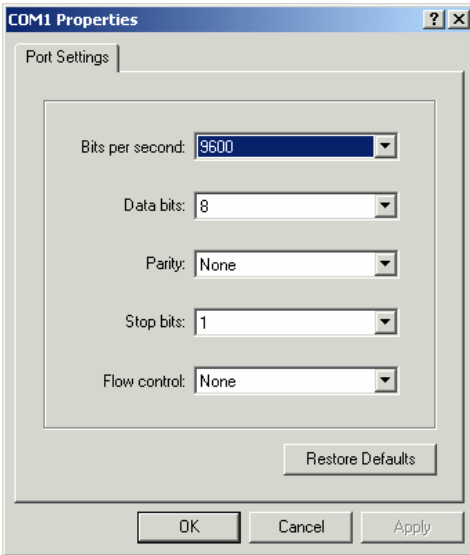 COM1 Properties
Port Settings
Bits per second: 9600
Data bits: 8
Parity: None
Stop bits: 1
Flow control: None
Restore Defaults
OK Cancel Apply